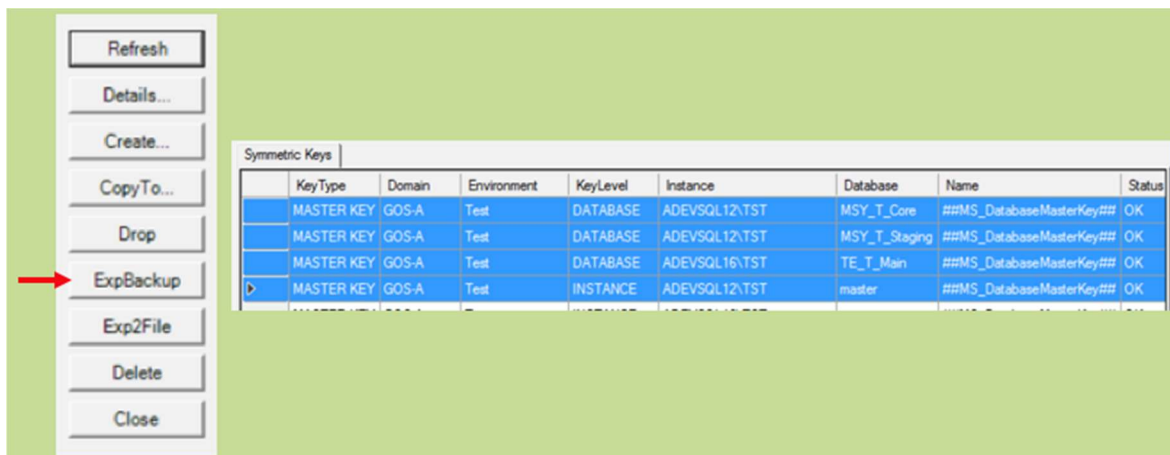 Refresh
Details...
Create...
CopyTo...
Drop
ExpBackup
Exp2File
Delete
Close
Symmetric Keys
KeyType Domain Environment KeyLevel Instance Database Name Status
MASTER KEY GOS-A Test DATABASE ADEVSQL12\TST MSY_T_Core ##MS_DatabaseMasterKey## OK
MASTER KEY GOS-A Test DATABASE ADEVSQL12\TST MSY_T_Staging ##MS_DatabaseMasterKey## OK
MASTER KEY GOS-A Test DATABASE ADEVSQL16\TST TE_T_Main ##MS_DatabaseMasterKey## OK
MASTER KEY GOS-A Test INSTANCE ADEVSQL12\TST master ##MS_DatabaseMasterKey## OK